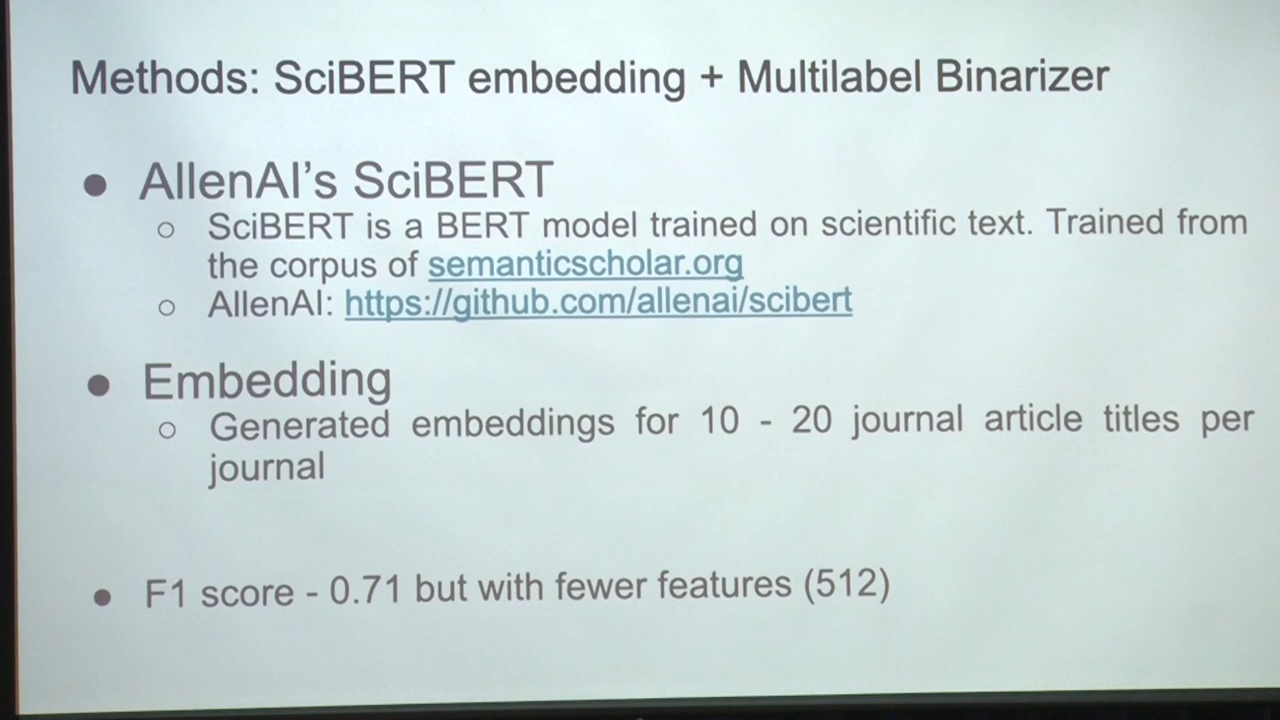 Methods: SciBERT embedding + Multilabel Binarizer
● AllenAI's SciBERT
○ SciBERT is a BERT model trained on scientific text. Trained from
the corpus of semanticscholar.org
○ AllenAI: https://github.com/allenai/scibert
● Embedding
○ Generated embeddings for 10 - 20 journal article titles per
journal
● F1 score - 0.71 but with fewer features (512)